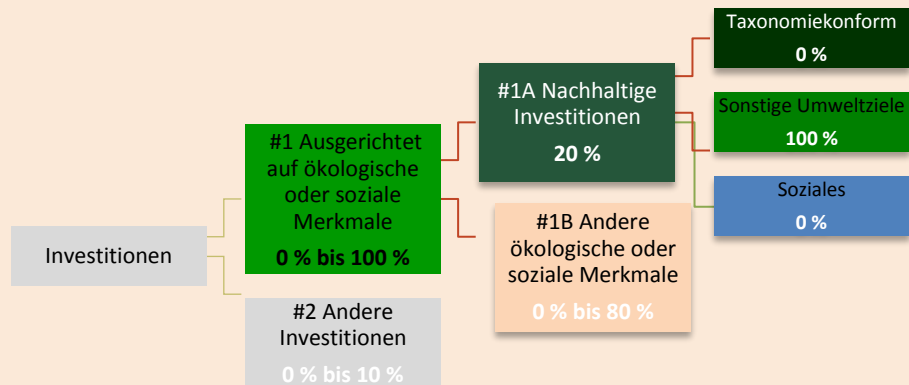 Investitionen
#1 Ausgerichtet
auf ökologische
oder soziale
Merkmale
0 % bis 100 %
#2 Andere
Investitionen
0 % bis 10 %
#1A Nachhaltige
Investitionen
20 %
#1B Andere
ökologische oder
soziale Merkmale
0 % bis 80 %
Taxonomiekonform
0 %
Sonstige Umweltziele
100 %
Soziales
0 %